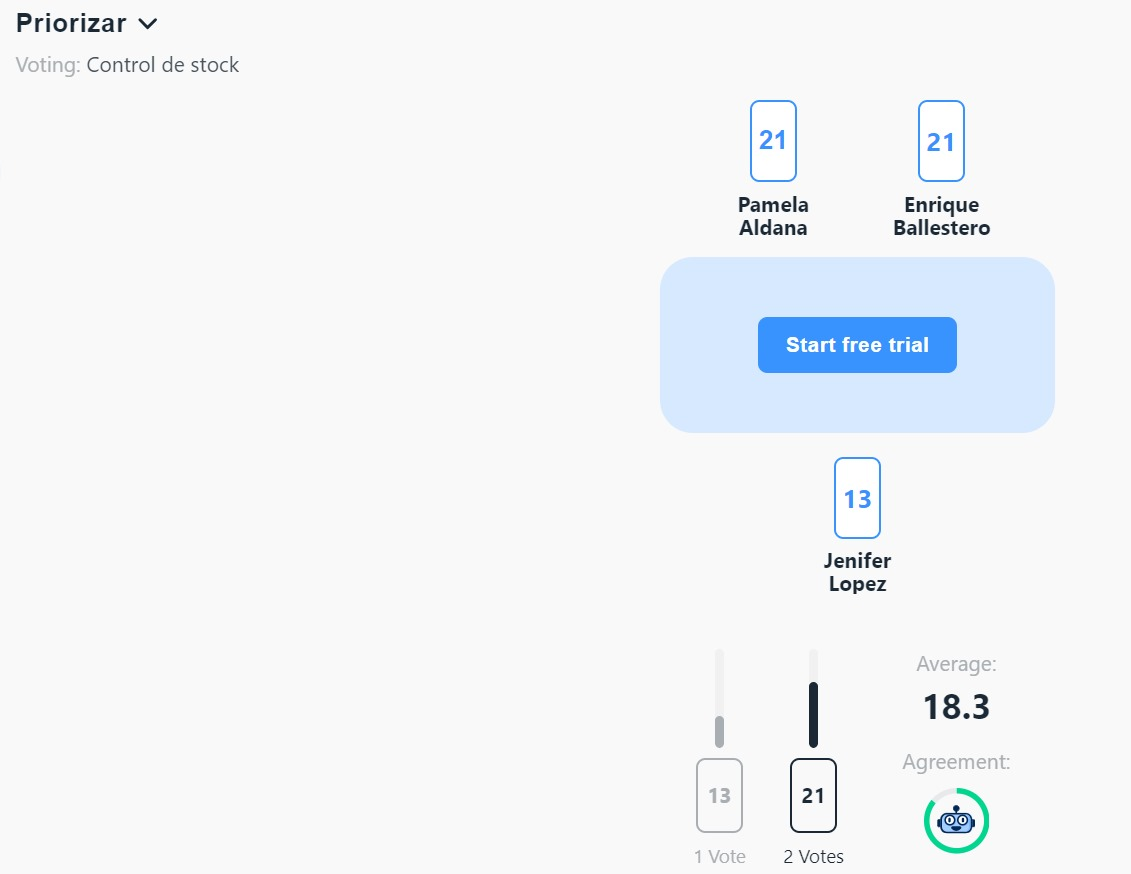 Priorizar
Voting: Control de stock
21
21
Pamela
Aldana
Enrique
Ballestero
Start free trial
13
Jenifer
Lopez
Average:
18.3
Agreement:
13
21
1 Vote
2 Votes